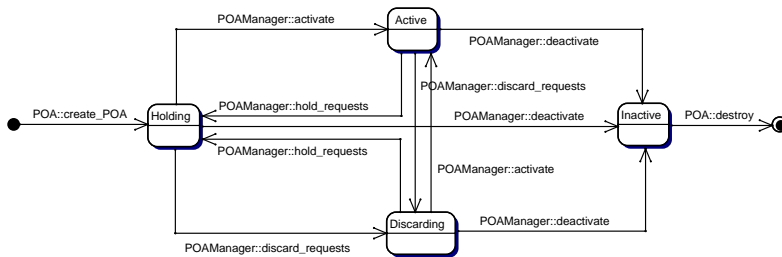 Active
POAManager::activate
POAManager::deactivate
POAManager::discard_requests
POAManager::hold_requests
POA::create_POA
Holding
POAManager::deactivate
Inactive
POA::destroy
POAManager::hold_requests
POAManager::activate
Discarding
POAManager::deactivate
POAManager::discard_requests